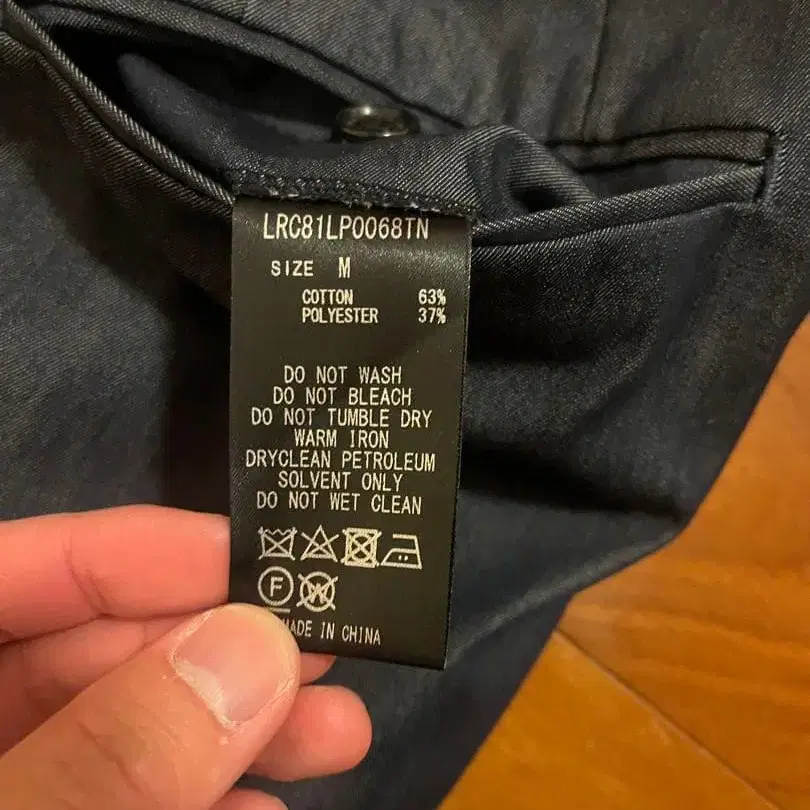 LRC81LP0068TN
SIZE M
COTTON 63%
POLYESTER 37%
DO NOT WASH
DO NOT BLEACH
DO NOT TUMBLE DRY
WARM IRON
DRYCLEAN PETROLEUM
SOLVENT ONLY
DO NOT WET CLEAN
F W
MADE IN CHINA